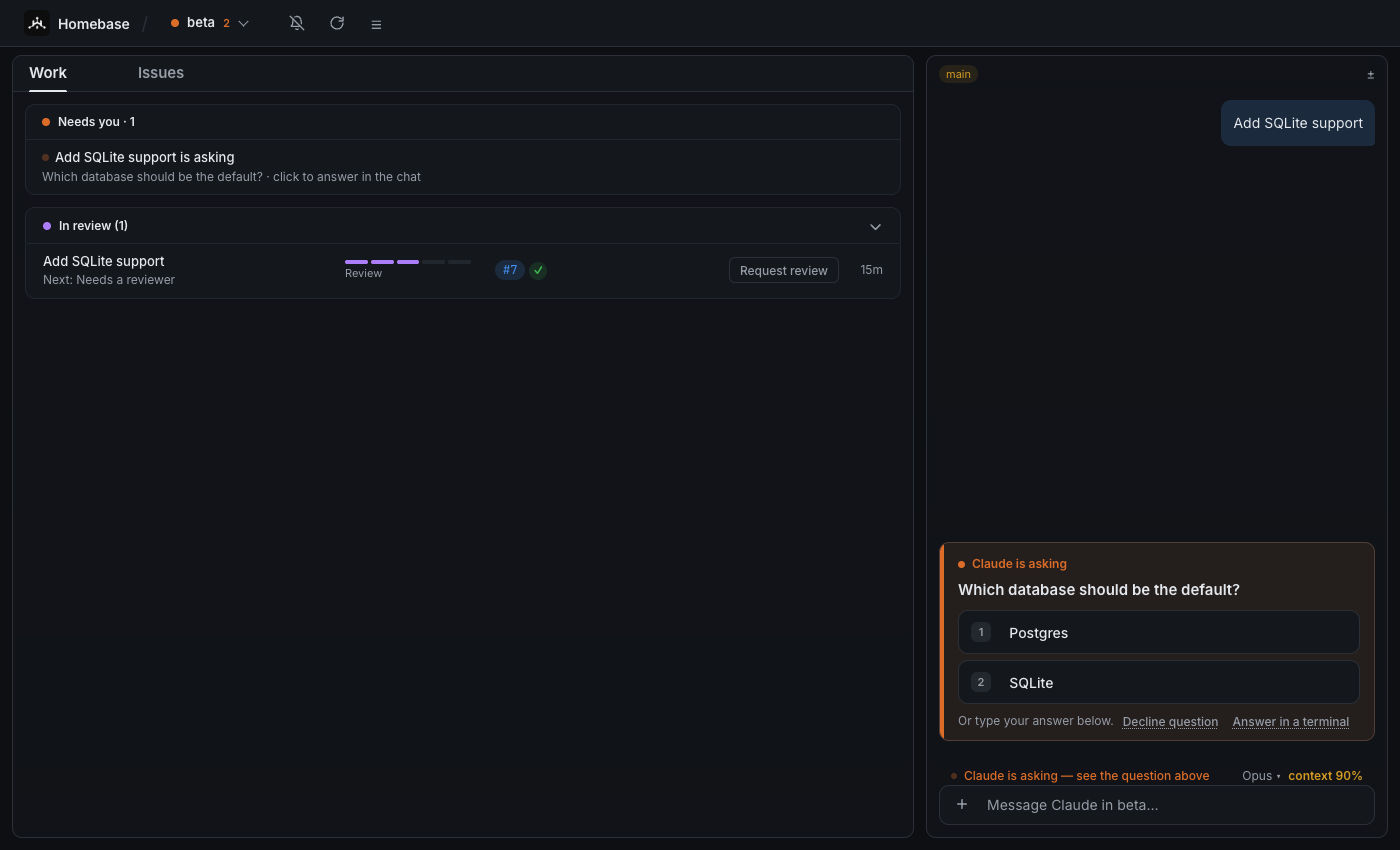 Homebase / beta 2
Work
Issues
Needs you · 1
Add SQLite support is asking
Which database should be the default? · click to answer in the chat
In review (1)
Add SQLite support
Next: Needs a reviewer
Review
#7
Request review
15m
main
±
Add SQLite support
Claude is asking
Which database should be the default?
1 Postgres
2 SQLite
Or type your answer below. Decline question Answer in a terminal
Claude is asking — see the question above
Opus · context 90%
+ Message Claude in beta...